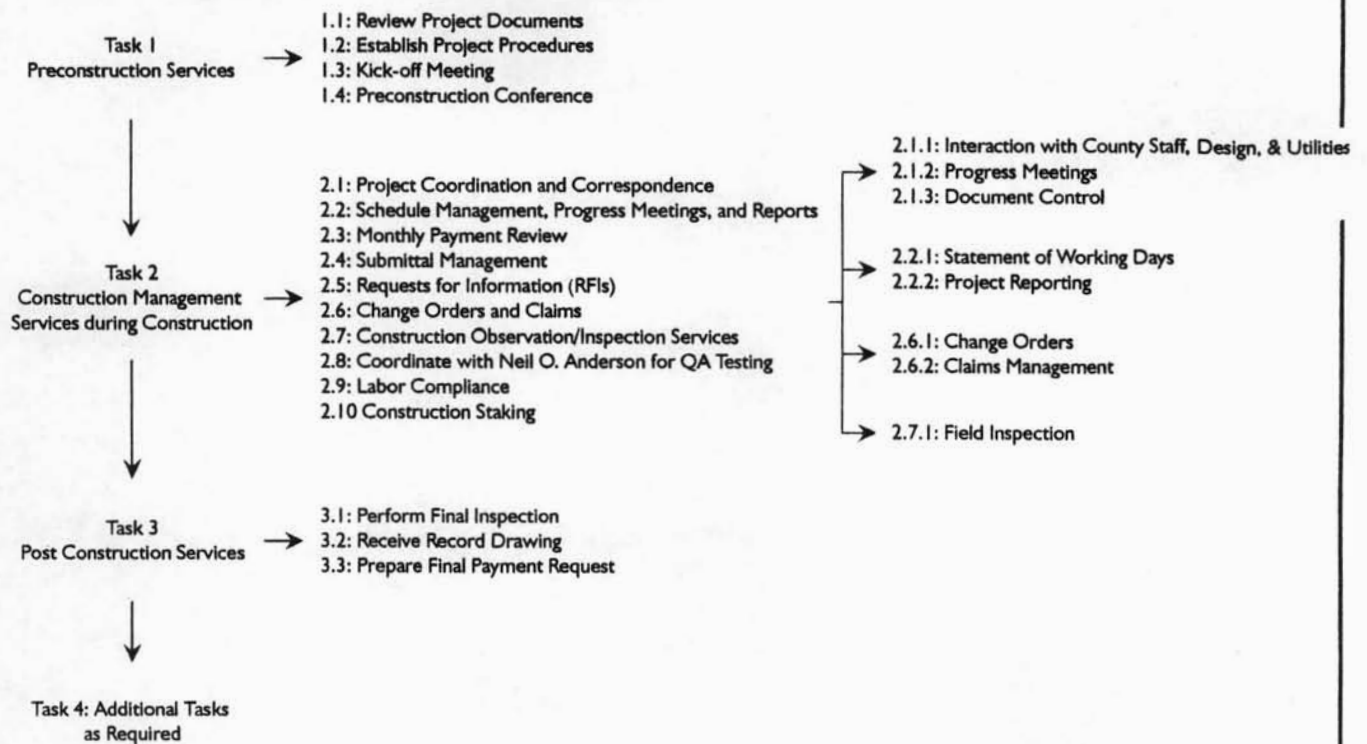 Task 1
Preconstruction Services
1.1: Review Project Documents
1.2: Establish Project Procedures
1.3: Kick-off Meeting
1.4: Preconstruction Conference
Task 2
Construction Management
Services during Construction
2.1: Project Coordination and Correspondence
2.2: Schedule Management, Progress Meetings, and Reports
2.3: Monthly Payment Review
2.4: Submittal Management
2.5: Requests for Information (RFIs)
2.6: Change Orders and Claims
2.7: Construction Observation/Inspection Services
2.8: Coordinate with Neil O. Anderson for QA Testing
2.9: Labor Compliance
2.10 Construction Staking
2.1.1: Interaction with County Staff, Design, & Utilities
2.1.2: Progress Meetings
2.1.3: Document Control
2.2.1: Statement of Working Days
2.2.2: Project Reporting
2.6.1: Change Orders
2.6.2: Claims Management
2.7.1: Field Inspection
Task 3
Post Construction Services
3.1: Perform Final Inspection
3.2: Receive Record Drawing
3.3: Prepare Final Payment Request
Task 4: Additional Tasks
as Required